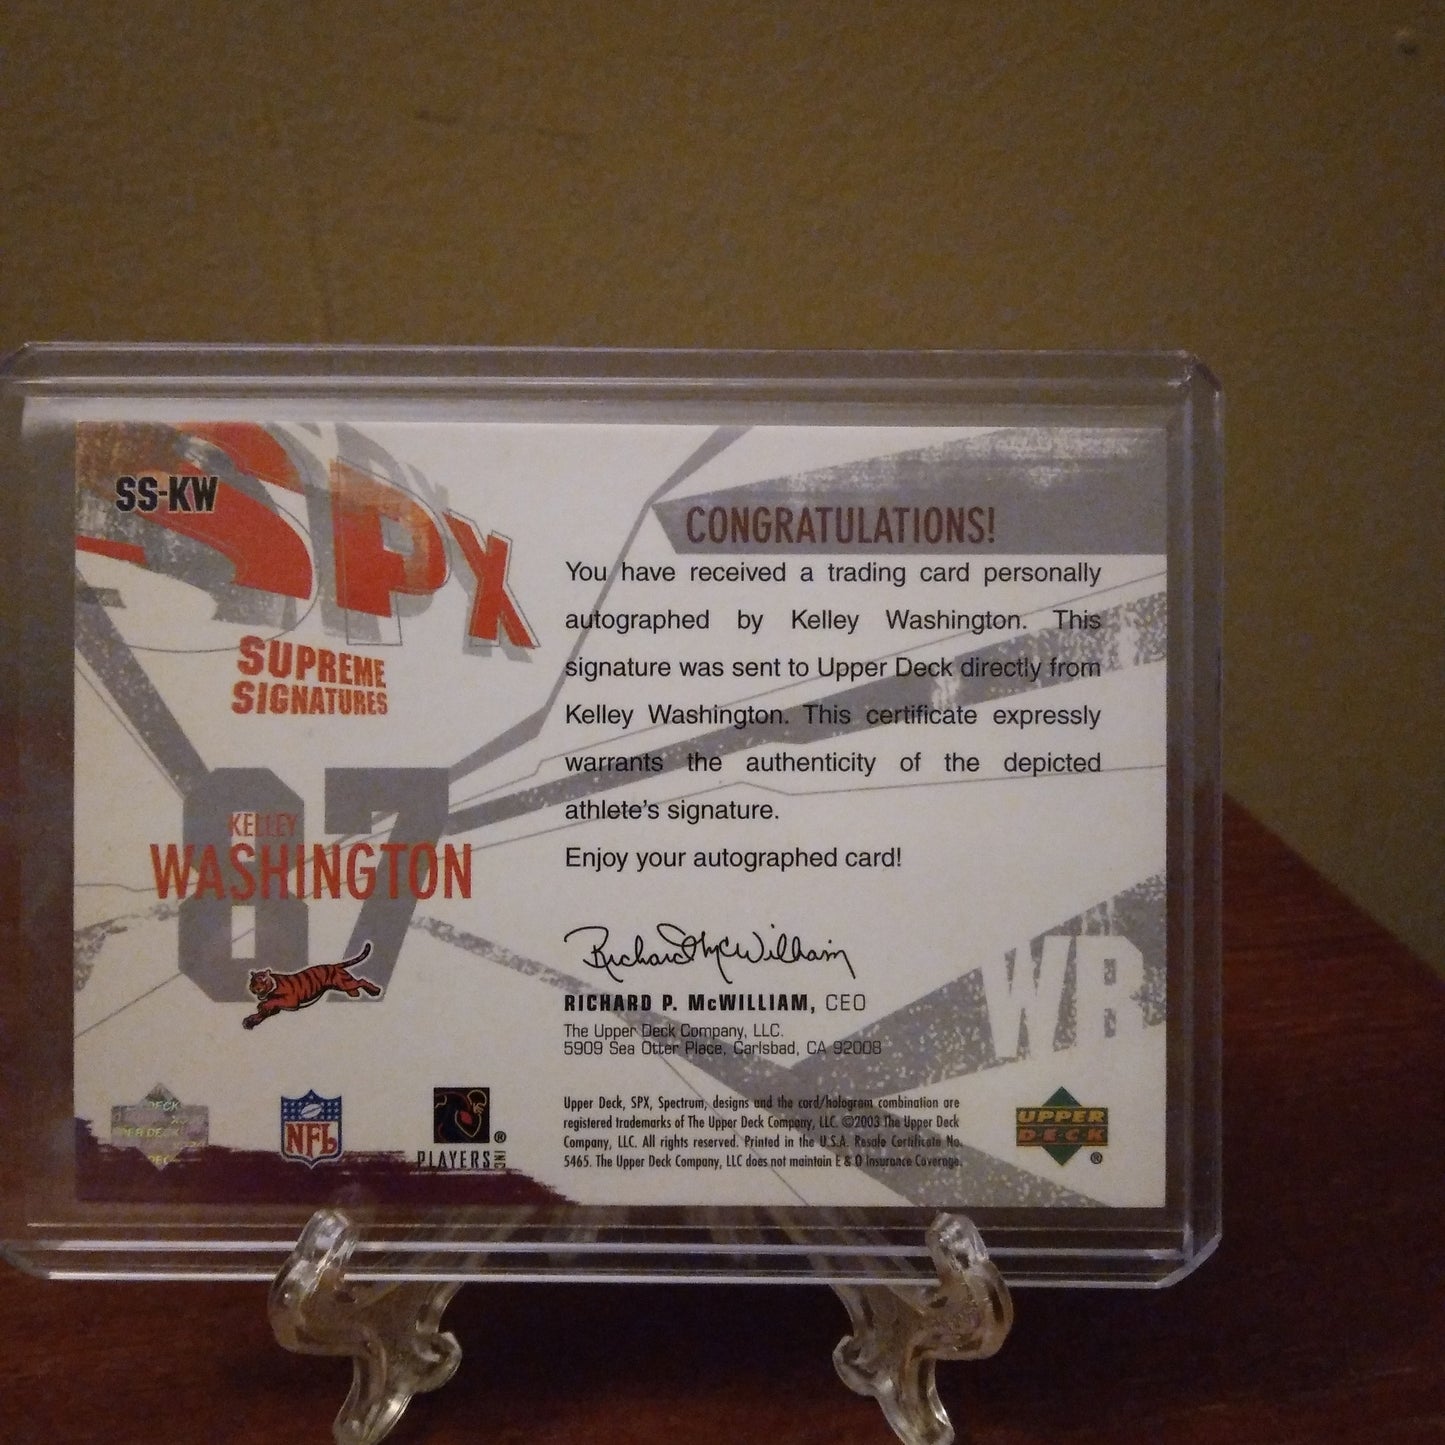 SS-KW
SPX
SUPREME
SIGNATURES
87
KELLEY
WASHINGTON
CONGRATULATIONS!
You have received a trading card personally
autographed by Kelley Washington. This
signature was sent to Upper Deck directly from
Kelley Washington. This certificate expressly
warrants the authenticity of the depicted
athlete's signature.
Enjoy your autographed card!
Richard McWilliam
RICHARD P. McWILLIAM, CEO
The Upper Deck Company, LLC.
5909 Sea Otter Place, Carlsbad, CA 92008
WR
NFL
PLAYERS INC ®
Upper Deck, SPX, Spectrum, designs and the card/hologram combination are
registered trademarks of The Upper Deck Company, LLC. ©2003 The Upper Deck
Company, LLC. All rights reserved. Printed in the U.S.A. Resale Certificate No.
5465. The Upper Deck Company, LLC does not maintain E & O Insurance Coverage.
UPPER
DECK
®